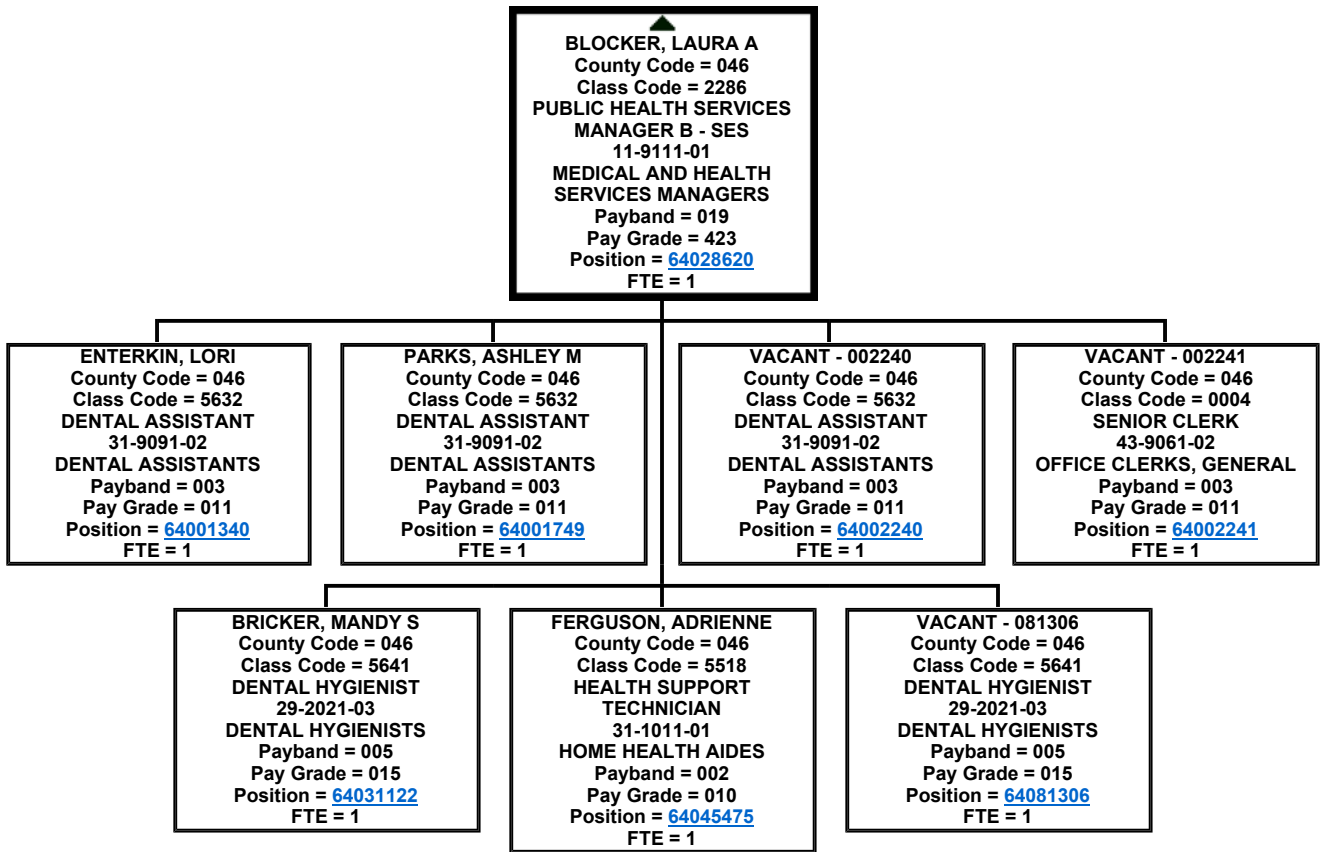 BLOCKER, LAURA A
County Code = 046
Class Code = 2286
PUBLIC HEALTH SERVICES
MANAGER B - SES
11-9111-01
MEDICAL AND HEALTH
SERVICES MANAGERS
Payband = 019
Pay Grade = 423
Position = 64028620
FTE = 1
ENTERKIN, LORI
County Code = 046
Class Code = 5632
DENTAL ASSISTANT
31-9091-02
DENTAL ASSISTANTS
Payband = 003
Pay Grade = 011
Position = 64001340
FTE = 1
PARKS, ASHLEY M
County Code = 046
Class Code = 5632
DENTAL ASSISTANT
31-9091-02
DENTAL ASSISTANTS
Payband = 003
Pay Grade = 011
Position = 64001749
FTE = 1
VACANT - 002240
County Code = 046
Class Code = 5632
DENTAL ASSISTANT
31-9091-02
DENTAL ASSISTANTS
Payband = 003
Pay Grade = 011
Position = 64002240
FTE = 1
VACANT - 002241
County Code = 046
Class Code = 0004
SENIOR CLERK
43-9061-02
OFFICE CLERKS, GENERAL
Payband = 003
Pay Grade = 011
Position = 64002241
FTE = 1
BRICKER, MANDY S
County Code = 046
Class Code = 5641
DENTAL HYGIENIST
29-2021-03
DENTAL HYGIENISTS
Payband = 005
Pay Grade = 015
Position = 64031122
FTE = 1
FERGUSON, ADRIENNE
County Code = 046
Class Code = 5518
HEALTH SUPPORT
TECHNICIAN
31-1011-01
HOME HEALTH AIDES
Payband = 002
Pay Grade = 010
Position = 64045475
FTE = 1
VACANT - 081306
County Code = 046
Class Code = 5641
DENTAL HYGIENIST
29-2021-03
DENTAL HYGIENISTS
Payband = 005
Pay Grade = 015
Position = 64081306
FTE = 1